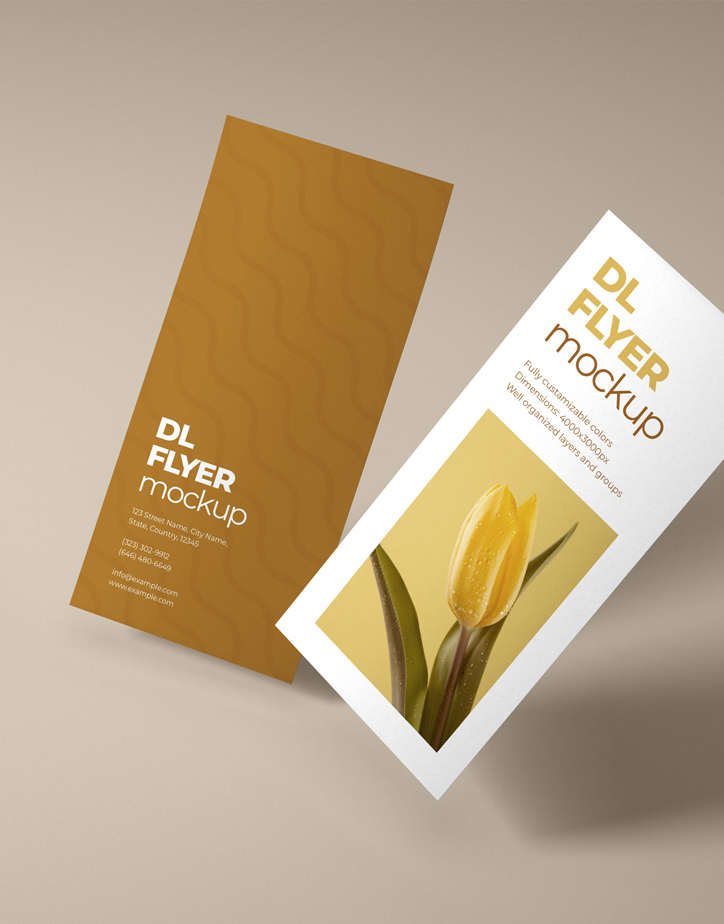 DL
FLYER
mockup
123 Street Name, City Name,
State, Country, 12345
(323) 302-9912
(646) 480-6649
info@example.com
www.example.com
DL
FLYER
mockup
Fully custamizable colors
Dimensions: 4000x3000px
Well organized layers and groups